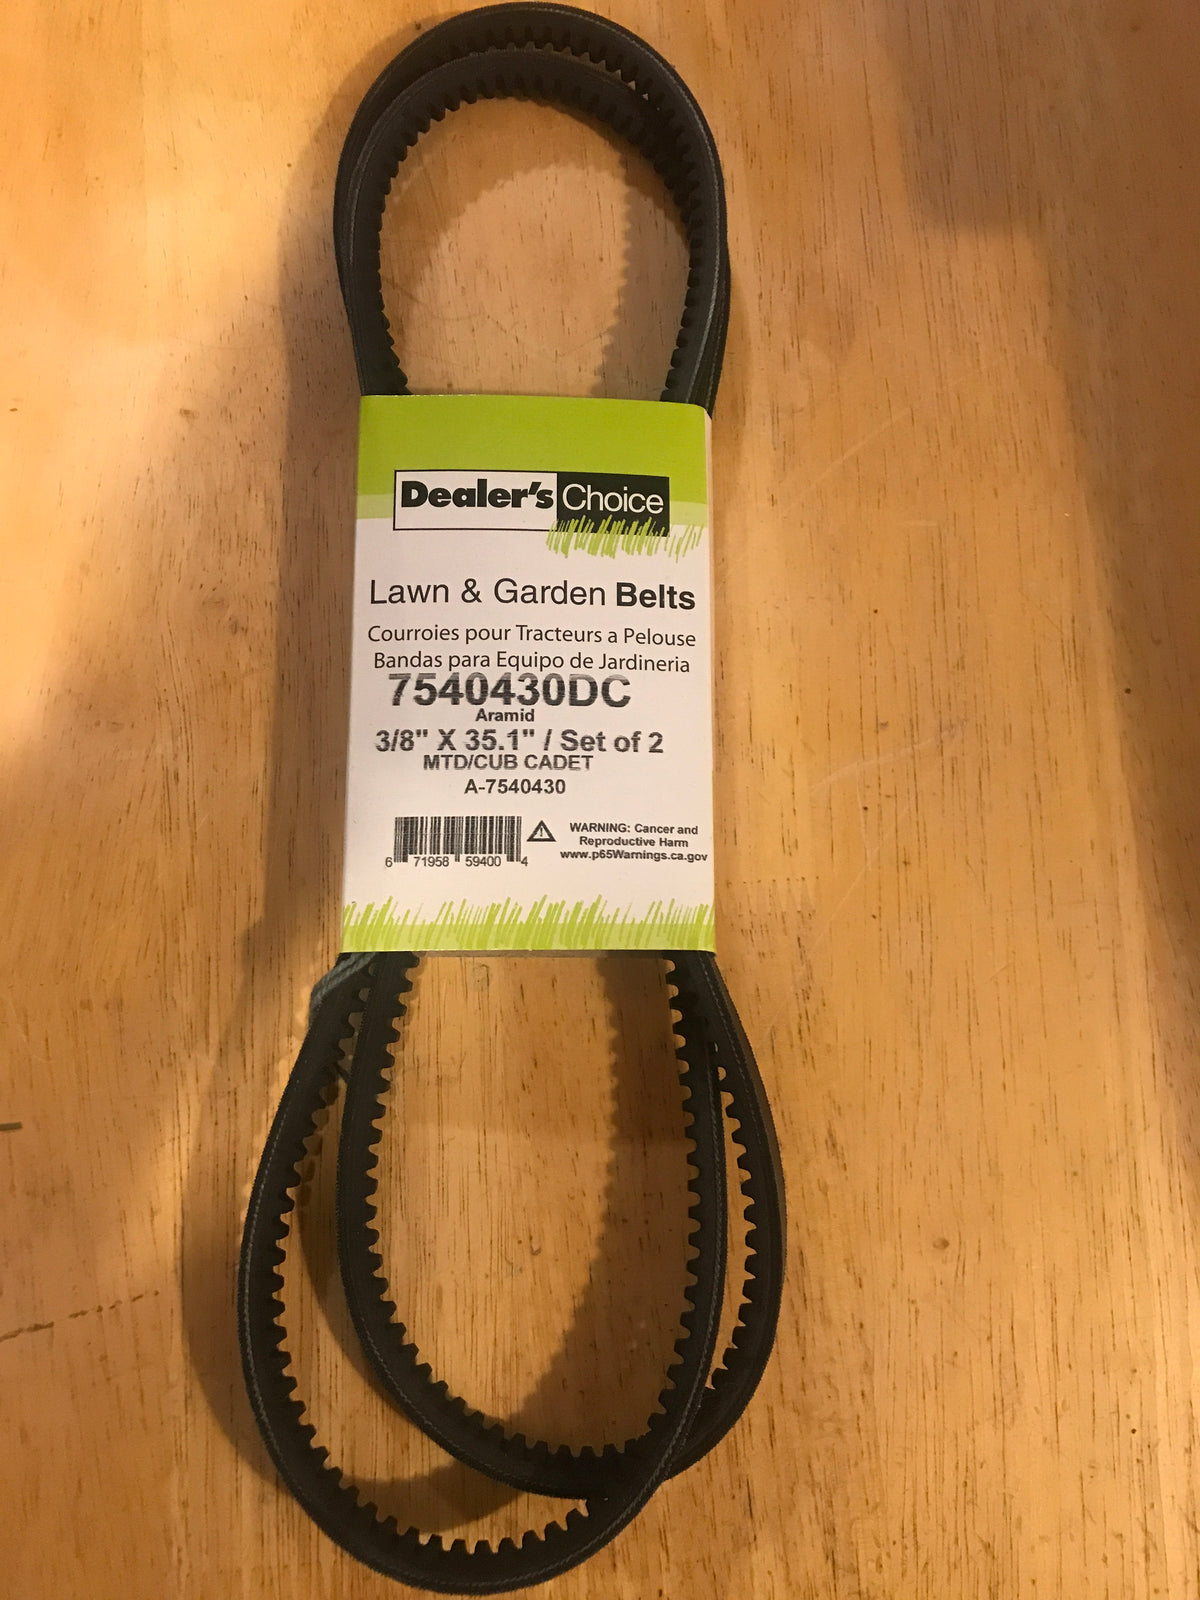 Dealer's Choice
Lawn & Garden Belts
Courroies pour Tracteurs a Pelouse
Bandas para Equipo de Jardineria
7540430DC
Aramid
3/8" X 35.1" / Set of 2
MTD/CUB CADET
A-7540430
WARNING: Cancer and
Reproductive Harm
www.p65Warnings.ca.gov
6 71958 59400 4